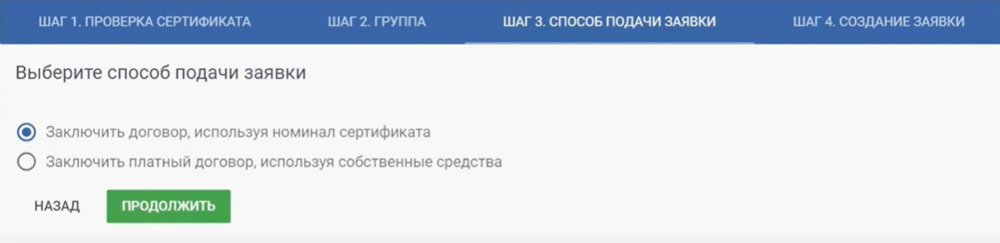 ШАГ 1. ПРОВЕРКА СЕРТИФИКАТА ШАГ 2. ГРУППА ШАГ 3. СПОСОБ ПОДАЧИ ЗАЯВКИ ШАГ 4. СОЗДАНИЕ ЗАЯВКИ
Выберите способ подачи заявки
Заключить договор, используя номинал сертификата
Заключить платный договор, используя собственные средства
НАЗАД ПРОДОЛЖИТЬ